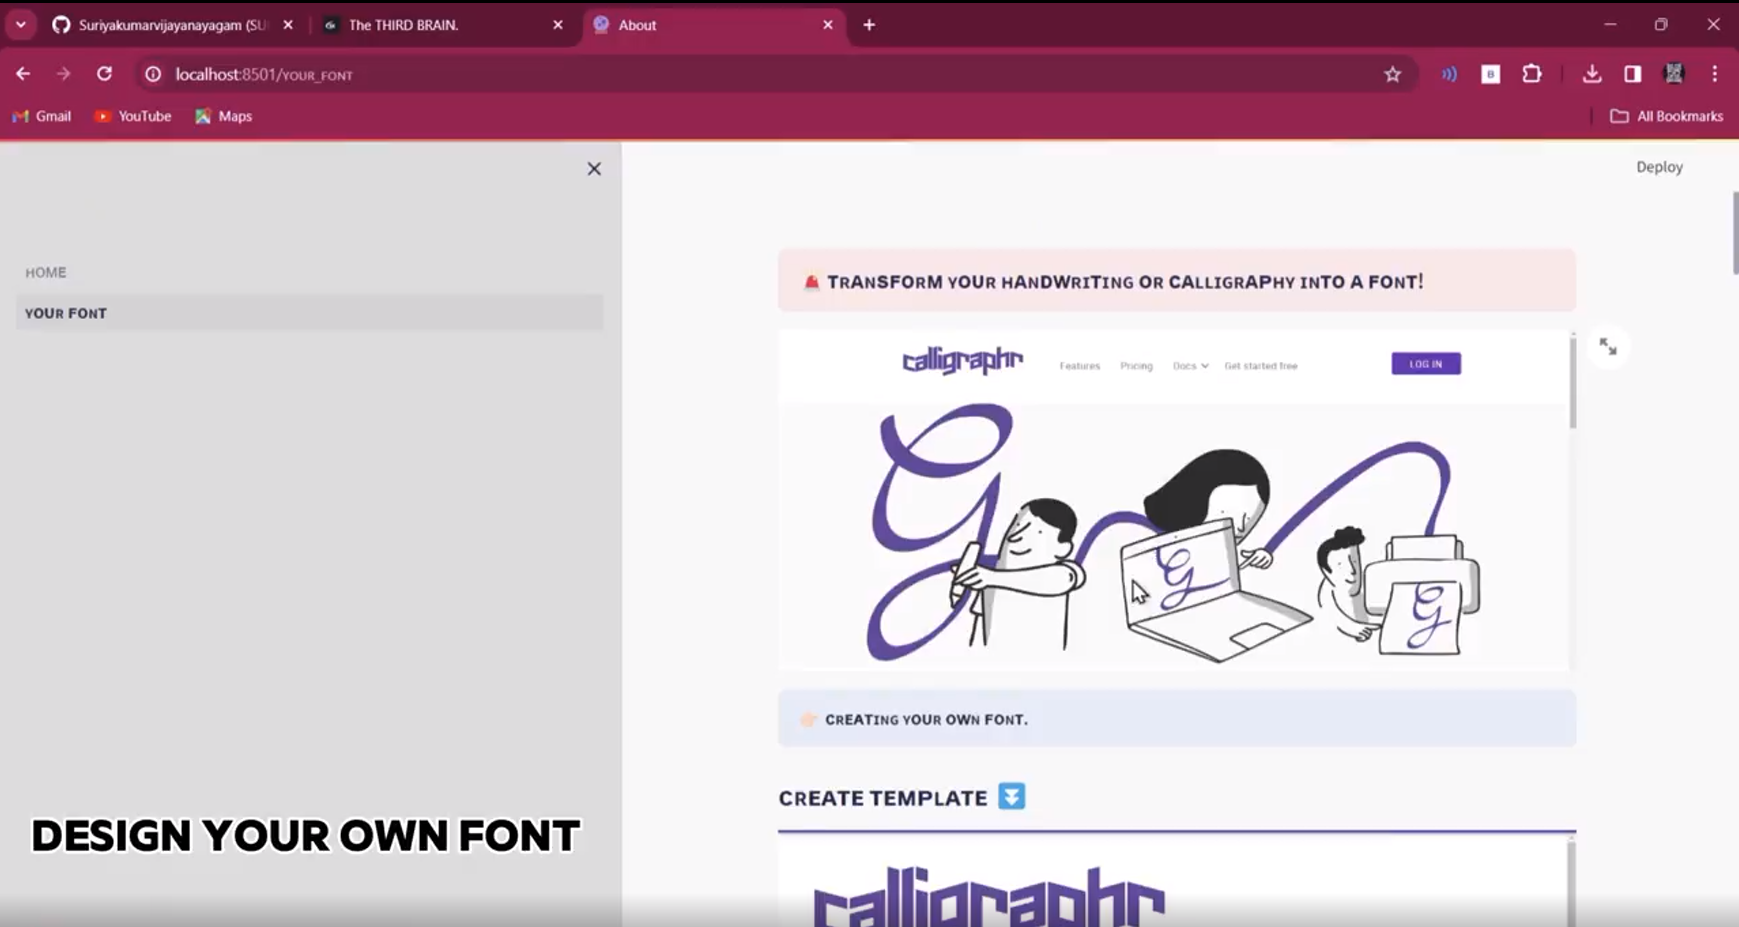 Suriyakumarvijayanayagam (SU
The THIRD BRAIN.
About
localhost:8501/YOUR_FONT
Gmail
YouTube
Maps
All Bookmarks
Deploy
HOME
YOUR FONT
TRANSFORM YOUR HANDWRITING OR CALLIGRAPHY INTO A FONT!
calligraphr
Features
Pricing
Docs
Get started free
LOG IN
CREATING YOUR OWN FONT.
CREATE TEMPLATE
DESIGN YOUR OWN FONT
calligraphr